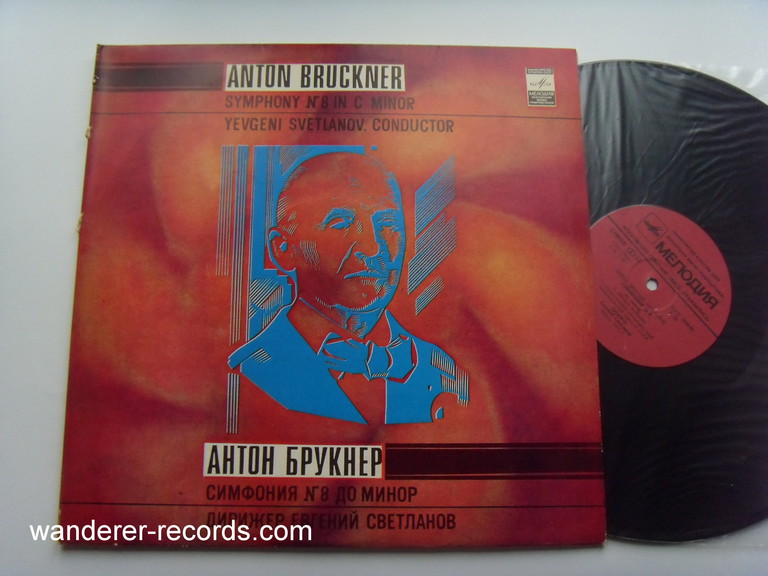 ANTON BRUCKNER
SYMPHONY №8 IN C MINOR
YEVGENI SVETLANOV. CONDUCTOR
МЕЛОДИЯ
МЕЛОДИЯ
АНТОН БРУКНЕР
СИМФОНИЯ №8 ДО МИНОР
ДИРИЖЕР ЕВГЕНИЙ СВЕТЛАНОВ
wanderer-records.com